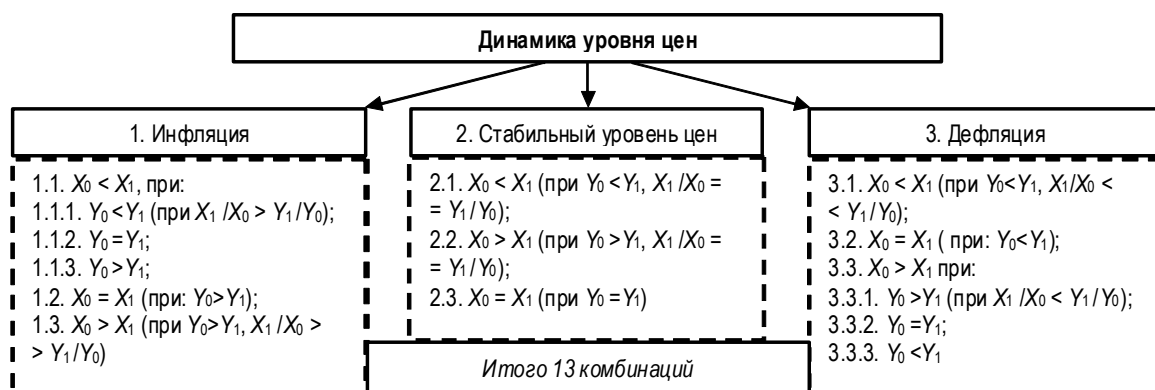 Динамика уровня цен
1. Инфляция
1.1. X₀ < X₁, при:
1.1.1. Y₀ < Y₁ (при X₁ /X₀ > Y₁/Y₀);
1.1.2. Y₀ = Y₁;
1.1.3. Y₀ > Y₁;
1.2. X₀ = X₁ (при: Y₀>Y₁);
1.3. X₀ > X₁ (при Y₀>Y₁, X₁ /X₀ >
> Y₁/Y₀)
2. Стабильный уровень цен
2.1. X₀ < X₁ (при Y₀ < Y₁, X₁ /X₀ =
= Y₁/Y₀);
2.2. X₀ > X₁ (при Y₀ >Y₁, X₁ /X₀ =
= Y₁/Y₀);
2.3. X₀ = X₁ (при Y₀ = Y₁)
3. Дефляция
3.1. X₀ < X₁ (при Y₀<Y₁, X₁/X₀ <
< Y₁/Y₀);
3.2. X₀ = X₁ ( при: Y₀<Y₁);
3.3. X₀ > X₁ при:
3.3.1. Y₀ >Y₁ (при X₁ /X₀ < Y₁/Y₀);
3.3.2. Y₀ =Y₁;
3.3.3. Y₀ <Y₁
Итого 13 комбинаций